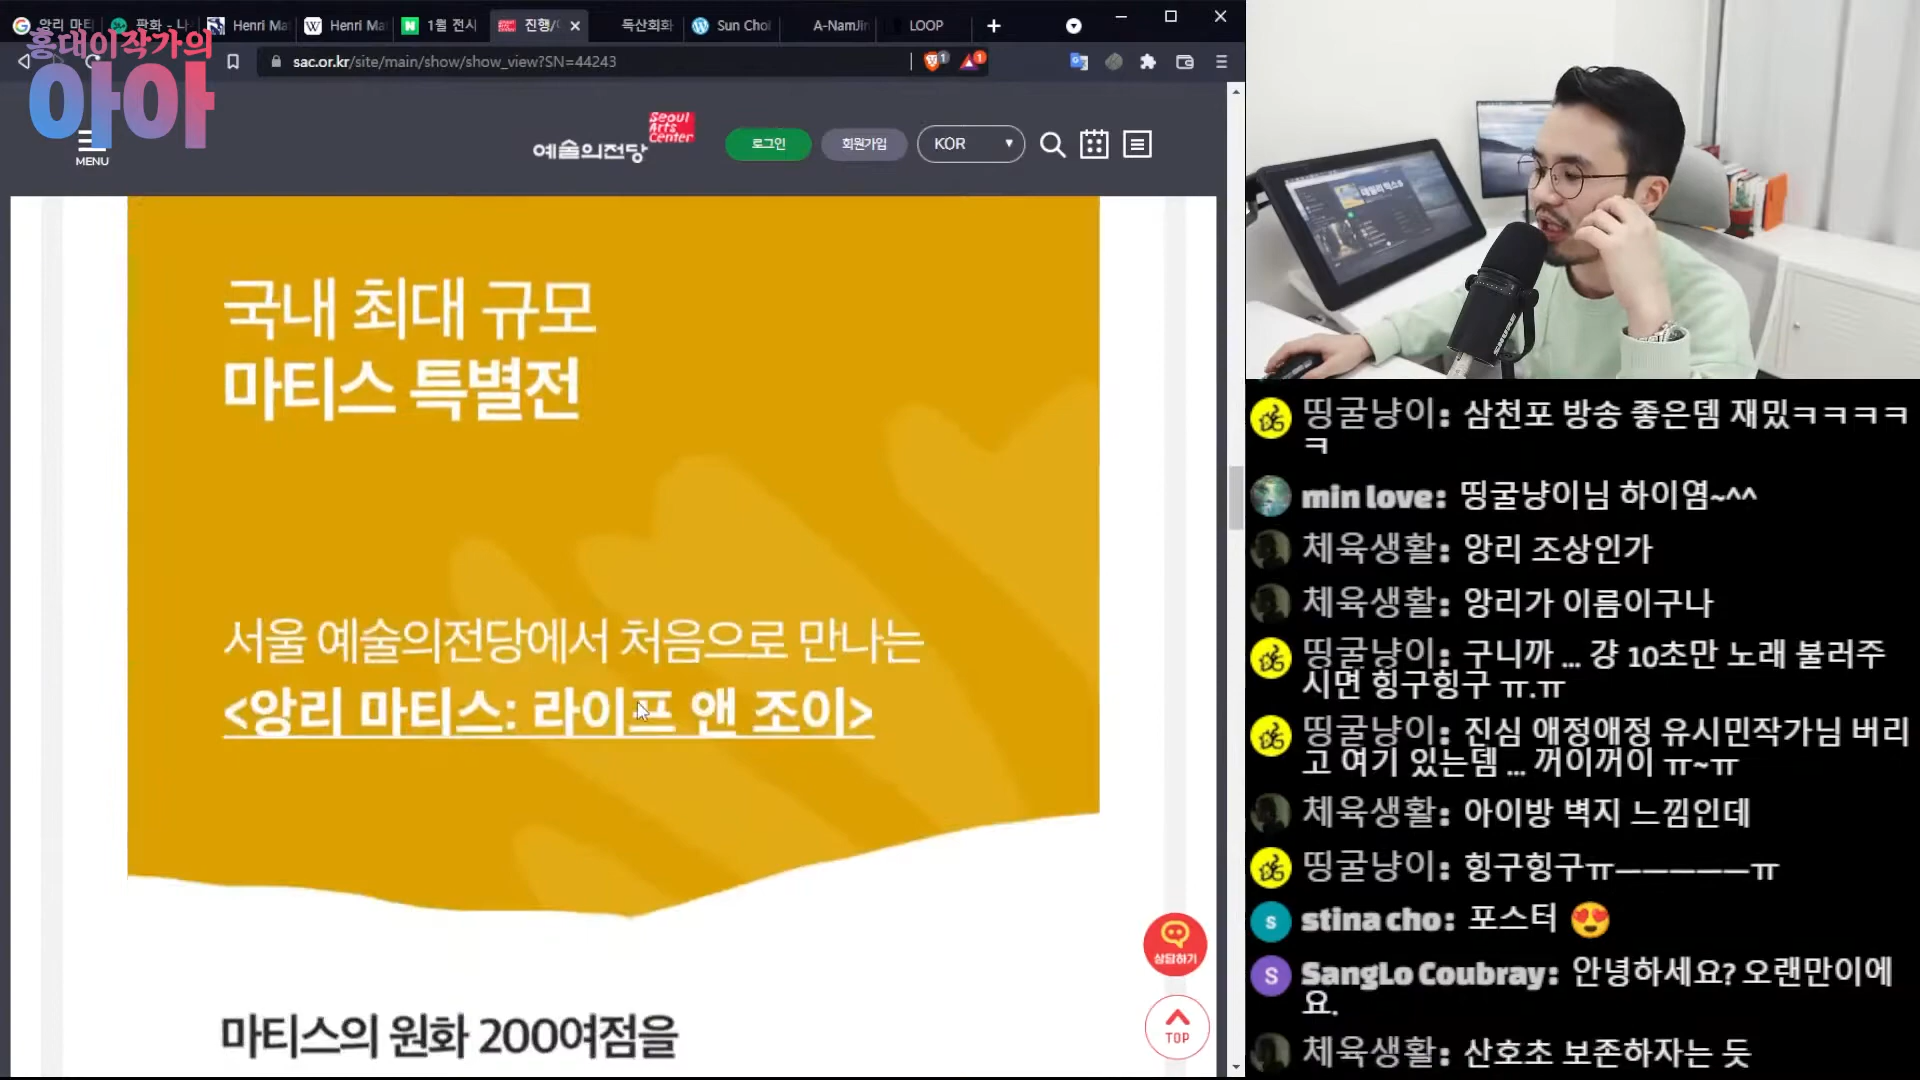 앙리 마티
판화 - 나
Henri Ma
Henri Ma
1월 전시
진행/
독산회화
Sun Choi
A-NamJin
LOOP
sac.or.kr/site/main/show/show_view?SN=44243
홍대이작가의
아아
MENU
예술의전당
Seoul
Arts
Center
로그인
회원가입
KOR
국내 최대 규모
마티스 특별전
서울 예술의전당에서 처음으로 만나는
<앙리 마티스: 라이프 앤 조이>
마티스의 원화 200여점을
상담하기
TOP
띵굴냥이: 삼천포 방송 좋은뎀 재밌ㅋㅋㅋㅋ
ㅋ
min love: 띵굴냥이님 하이염~^^
체육생활: 앙리 조상인가
체육생활: 앙리가 이름이구나
띵굴냥이: 구니까 ... 걍 10초만 노래 불러주
시면 힝구힝구 ㅠ.ㅠ
띵굴냥이: 진심 애정애정 유시민작가님 버리
고 여기 있는뎀 ... 꺼이꺼이 ㅠ~ㅠ
체육생활: 아이방 벽지 느낌인데
띵굴냥이: 힝구힝구ㅠ——————ㅠ
stina cho: 포스터 😍
SangLo Coubray: 안녕하세요? 오랜만이에
요.
체육생활: 산호초 보존하자는 듯